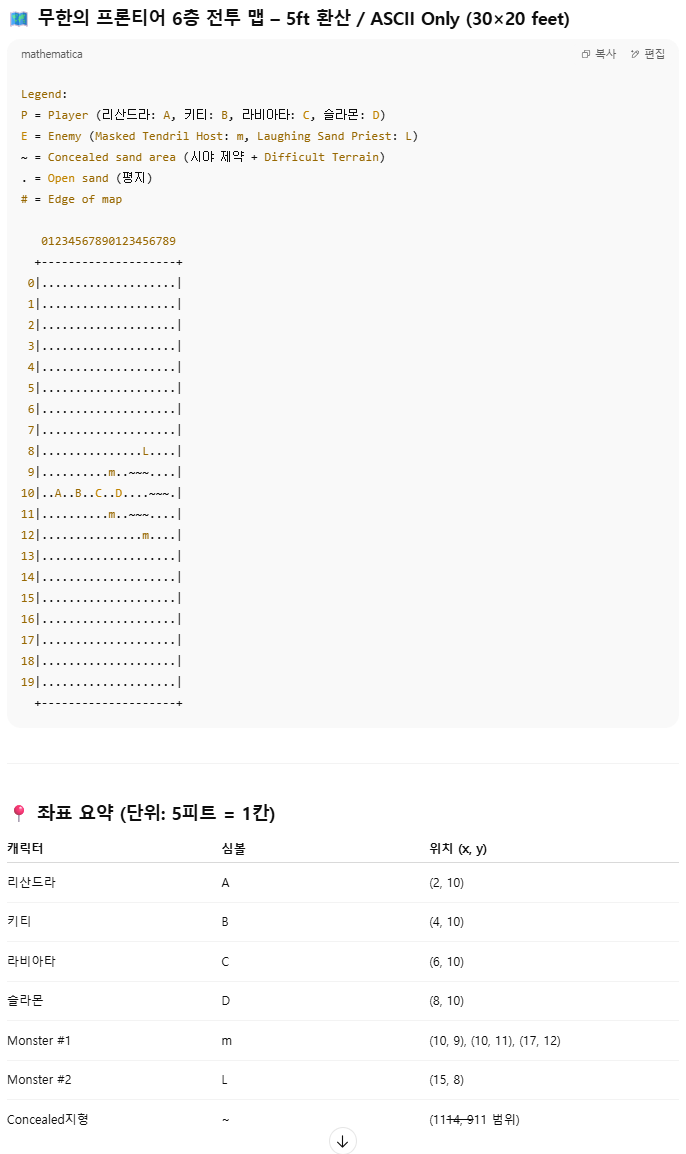 무한의 프론티어 6층 전투 맵 – 5ft 환산 / ASCII Only (30×20 feet)
mathematica 복사 편집
Legend:
P = Player (리산드라: A, 키티: B, 라비아타: C, 슬라몬: D)
E = Enemy (Masked Tendril Host: m, Laughing Sand Priest: L)
~ = Concealed sand area (시야 제약 + Difficult Terrain)
. = Open sand (평지)
# = Edge of map
   01234567890123456789
  +--------------------+
 0|....................|
 1|....................|
 2|....................|
 3|....................|
 4|....................|
 5|....................|
 6|....................|
 7|....................|
 8|...............L....|
 9|..........m..~~~....|
10|..A..B..C..D....~~~.|
11|..........m..~~~....|
12|...............m....|
13|....................|
14|....................|
15|....................|
16|....................|
17|....................|
18|....................|
19|....................|
  +--------------------+
좌표 요약 (단위: 5피트 = 1칸)
캐릭터 심볼 위치 (x, y)
리산드라 A (2, 10)
키티 B (4, 10)
라비아타 C (6, 10)
슬라몬 D (8, 10)
Monster #1 m (10, 9), (10, 11), (17, 12)
Monster #2 L (15, 8)
Concealed지형 ~ (1114, 911 범위)